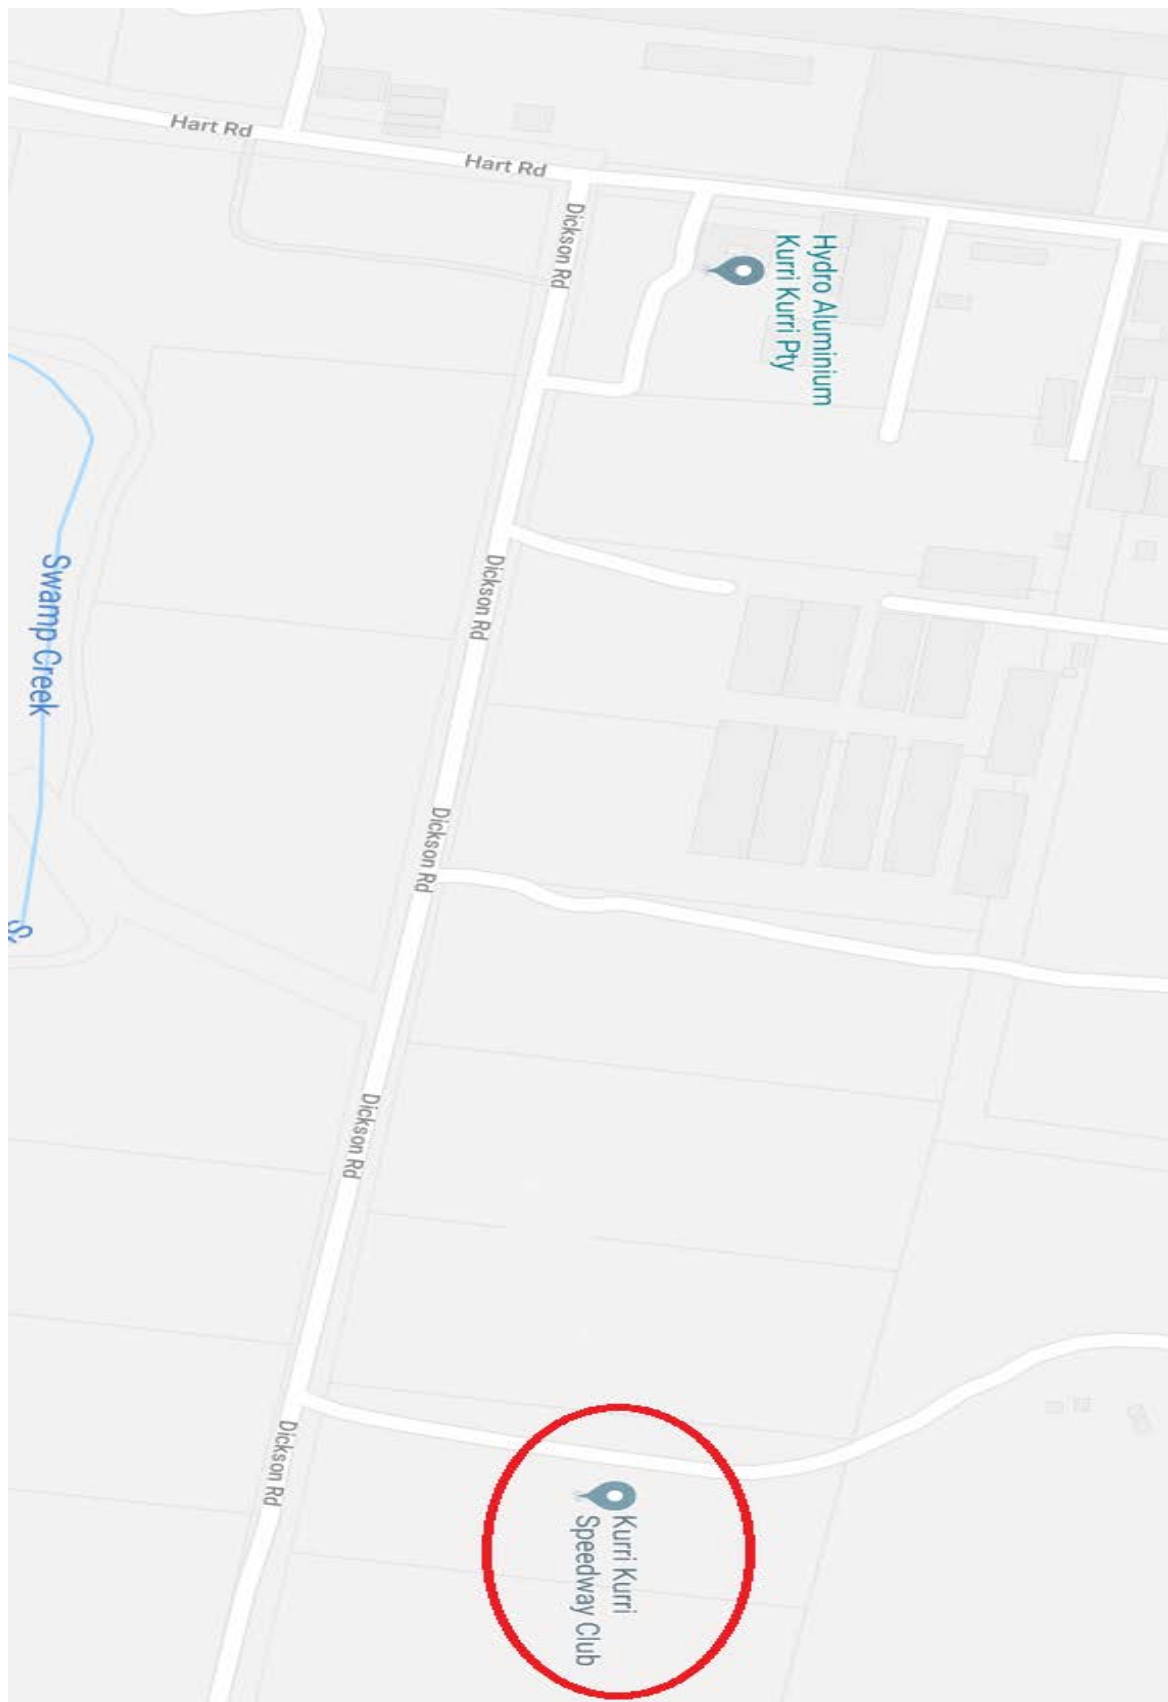 Hart Rd
Hart Rd
Dickson Rd
Hydro Aluminium
Kurri Kurri Pty
Dickson Rd
Swamp Creek
Dickson Rd
Dickson Rd
Dickson Rd
Kurri Kurri
Speedway Club